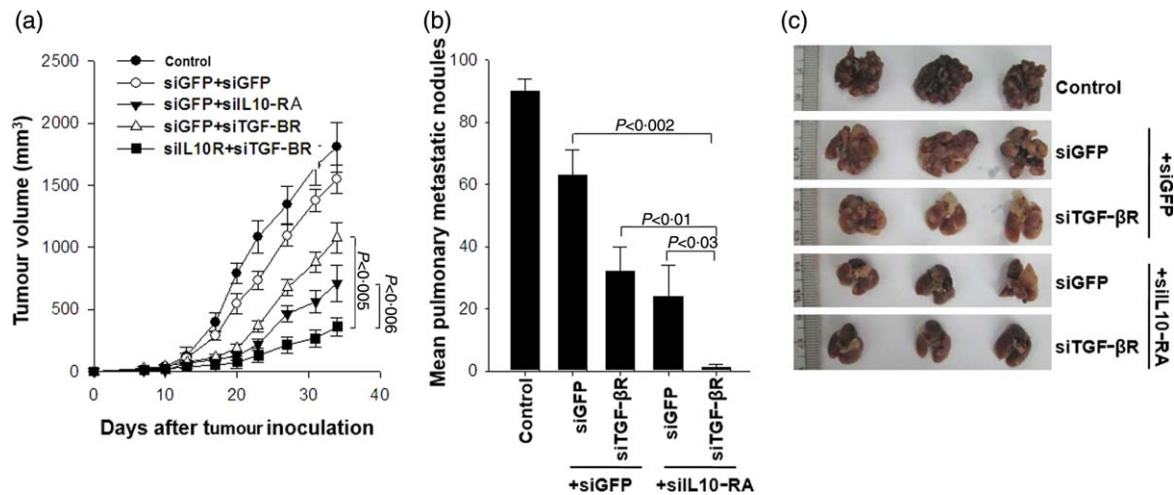 (a)
Control
siGFP+siGFP
siGFP+siIL10-RA
siGFP+siTGF-BR
siIL10R+siTGF-BR
2500
2000
1500
1000
500
0
Tumour volume (mm³)
0 10 20 30 40
Days after tumour inoculation
P<0·005
P<0·006
(b)
100
80
60
40
20
0
Mean pulmonary metastatic nodules
P<0·002
P<0·01
P<0·03
Control
siGFP
siTGF-βR
siGFP
siTGF-βR
+siGFP
+siIL10-RA
(c)
Control
siGFP
siTGF-βR
+siGFP
siGFP
siTGF-βR
+siIL10-RA